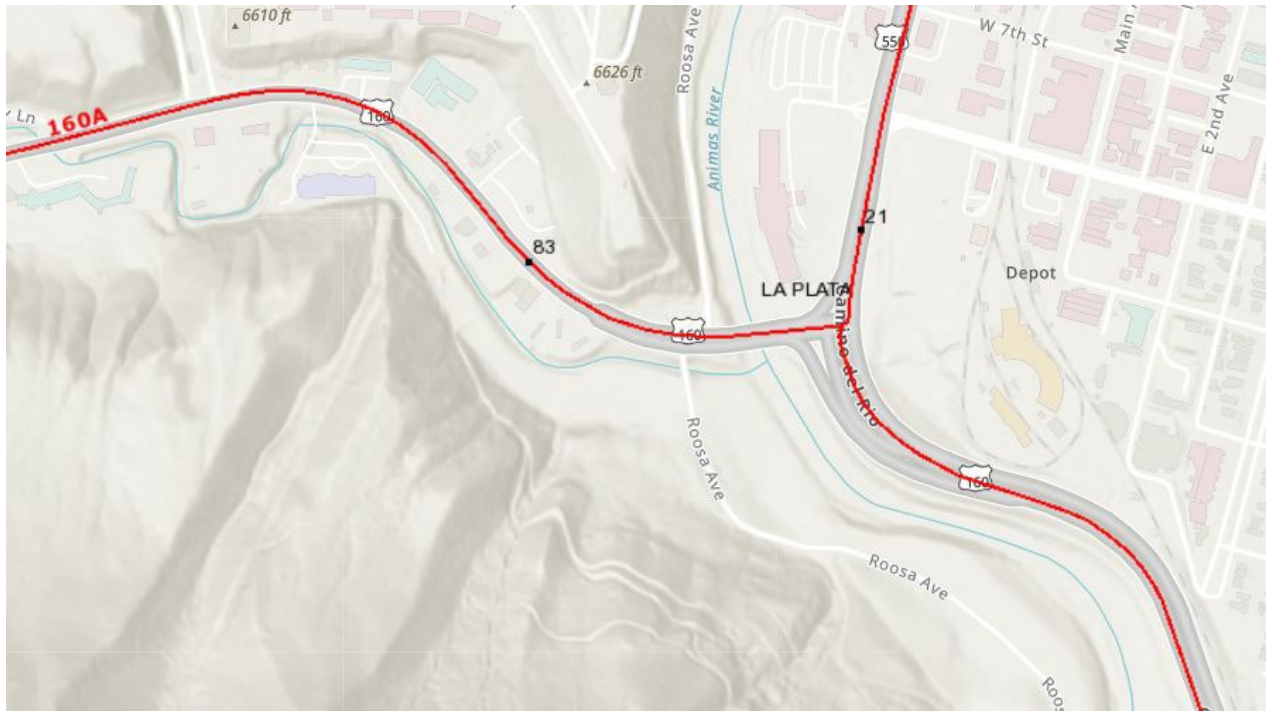 6610 ft
6626 ft
Roosa Ave
550
W 7th St
Main
E 2nd Ave
Ln
160A
160
Animas River
21
83
LA PLATA
Depot
160
Camino del Rio
Roosa Ave
160
Roosa Ave